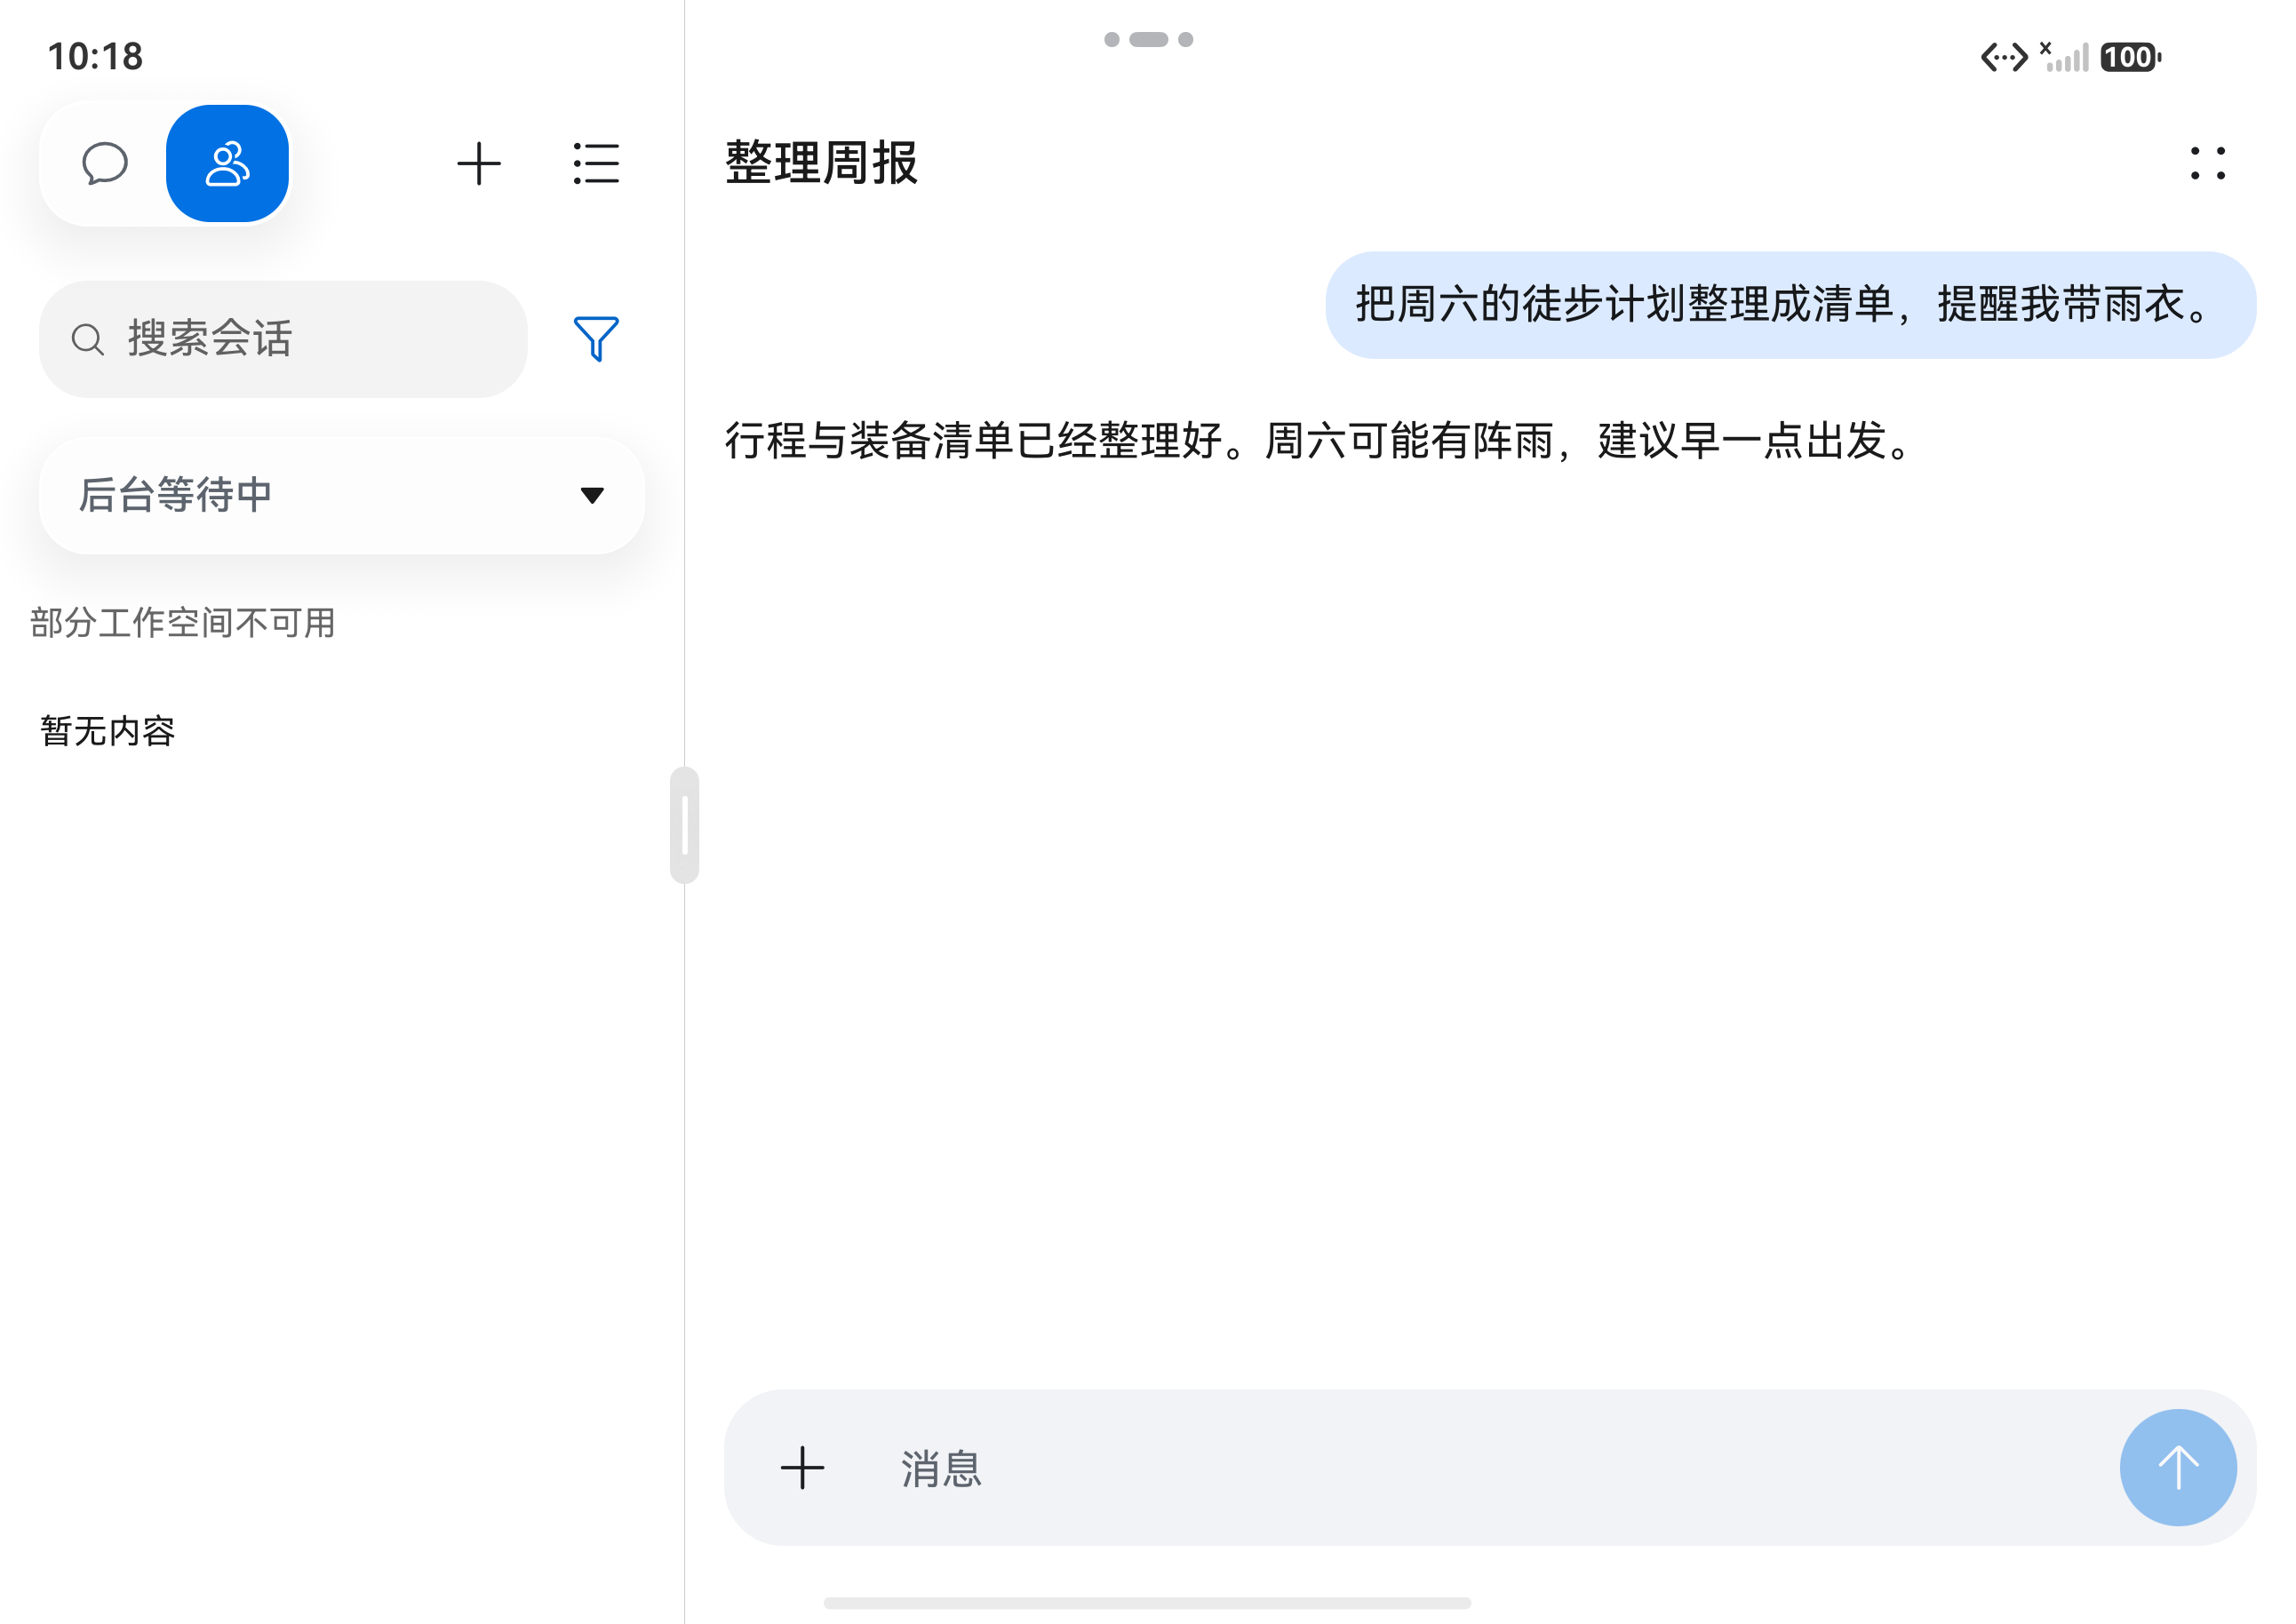 10:18
100
搜索会话
后台等待中
部分工作空间不可用
暂无内容
整理周报
把周六的徒步计划整理成清单，提醒我带雨衣。
行程与装备清单已经整理好。周六可能有阵雨，建议早一点出发。
消息